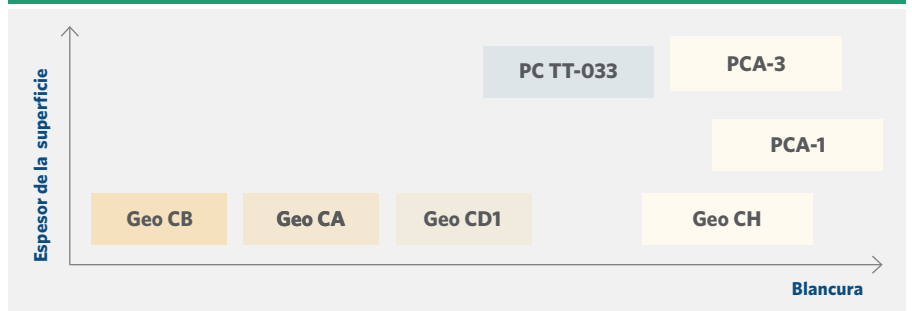 Espesor de la superficie
PC TT-033
PCA-3
PCA-1
Geo CB
Geo CA
Geo CD1
Geo CH
Blancura